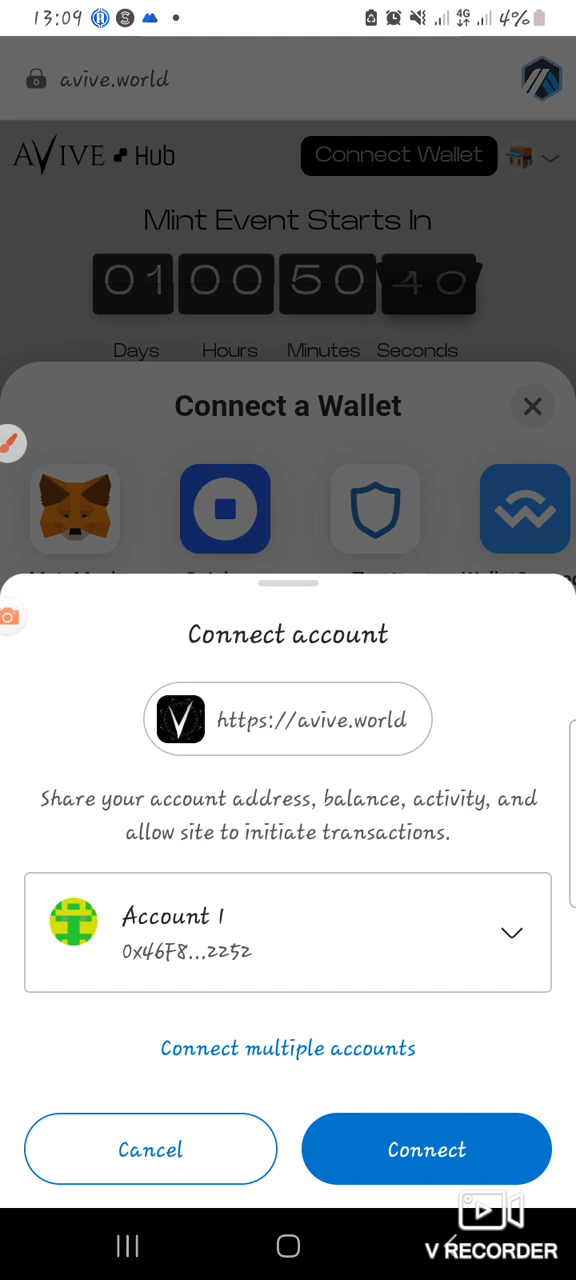 13:09 4G 4%
avive.world
AVIVE Hub Connect Wallet
Mint Event Starts In
01 00 50 40
Days Hours Minutes Seconds
Connect a Wallet
Connect account
https://avive.world
Share your account address, balance, activity, and
allow site to initiate transactions.
Account 1
0x46F8...2252
Connect multiple accounts
Cancel Connect
V RECORDER